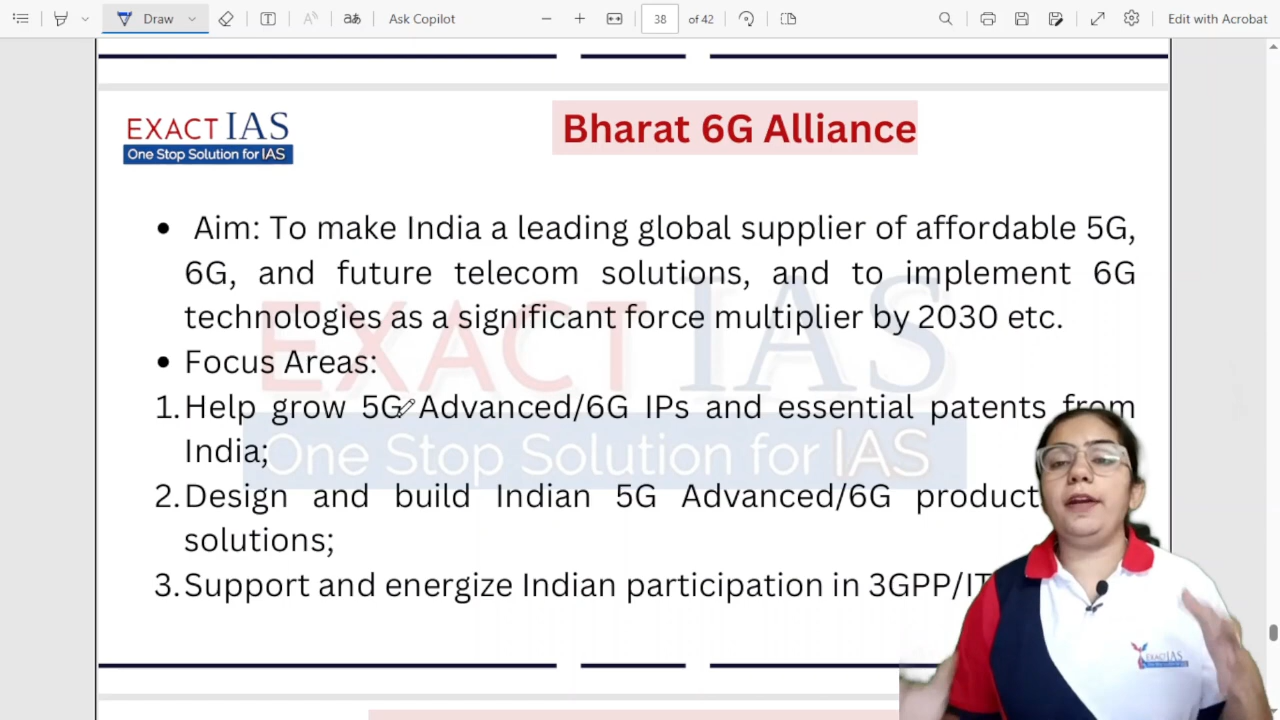 Draw
Ask Copilot
38
of 42
Edit with Acrobat
EXACT IAS
One Stop Solution for IAS
Bharat 6G Alliance
• Aim: To make India a leading global supplier of affordable 5G,
6G, and future telecom solutions, and to implement 6G
technologies as a significant force multiplier by 2030 etc.
• Focus Areas:
1. Help grow 5G Advanced/6G IPs and essential patents from
India;
2. Design and build Indian 5G Advanced/6G product
solutions;
3. Support and energize Indian participation in 3GPP/IT
EXACT IAS
One Stop Solution for IAS
EXACT IAS